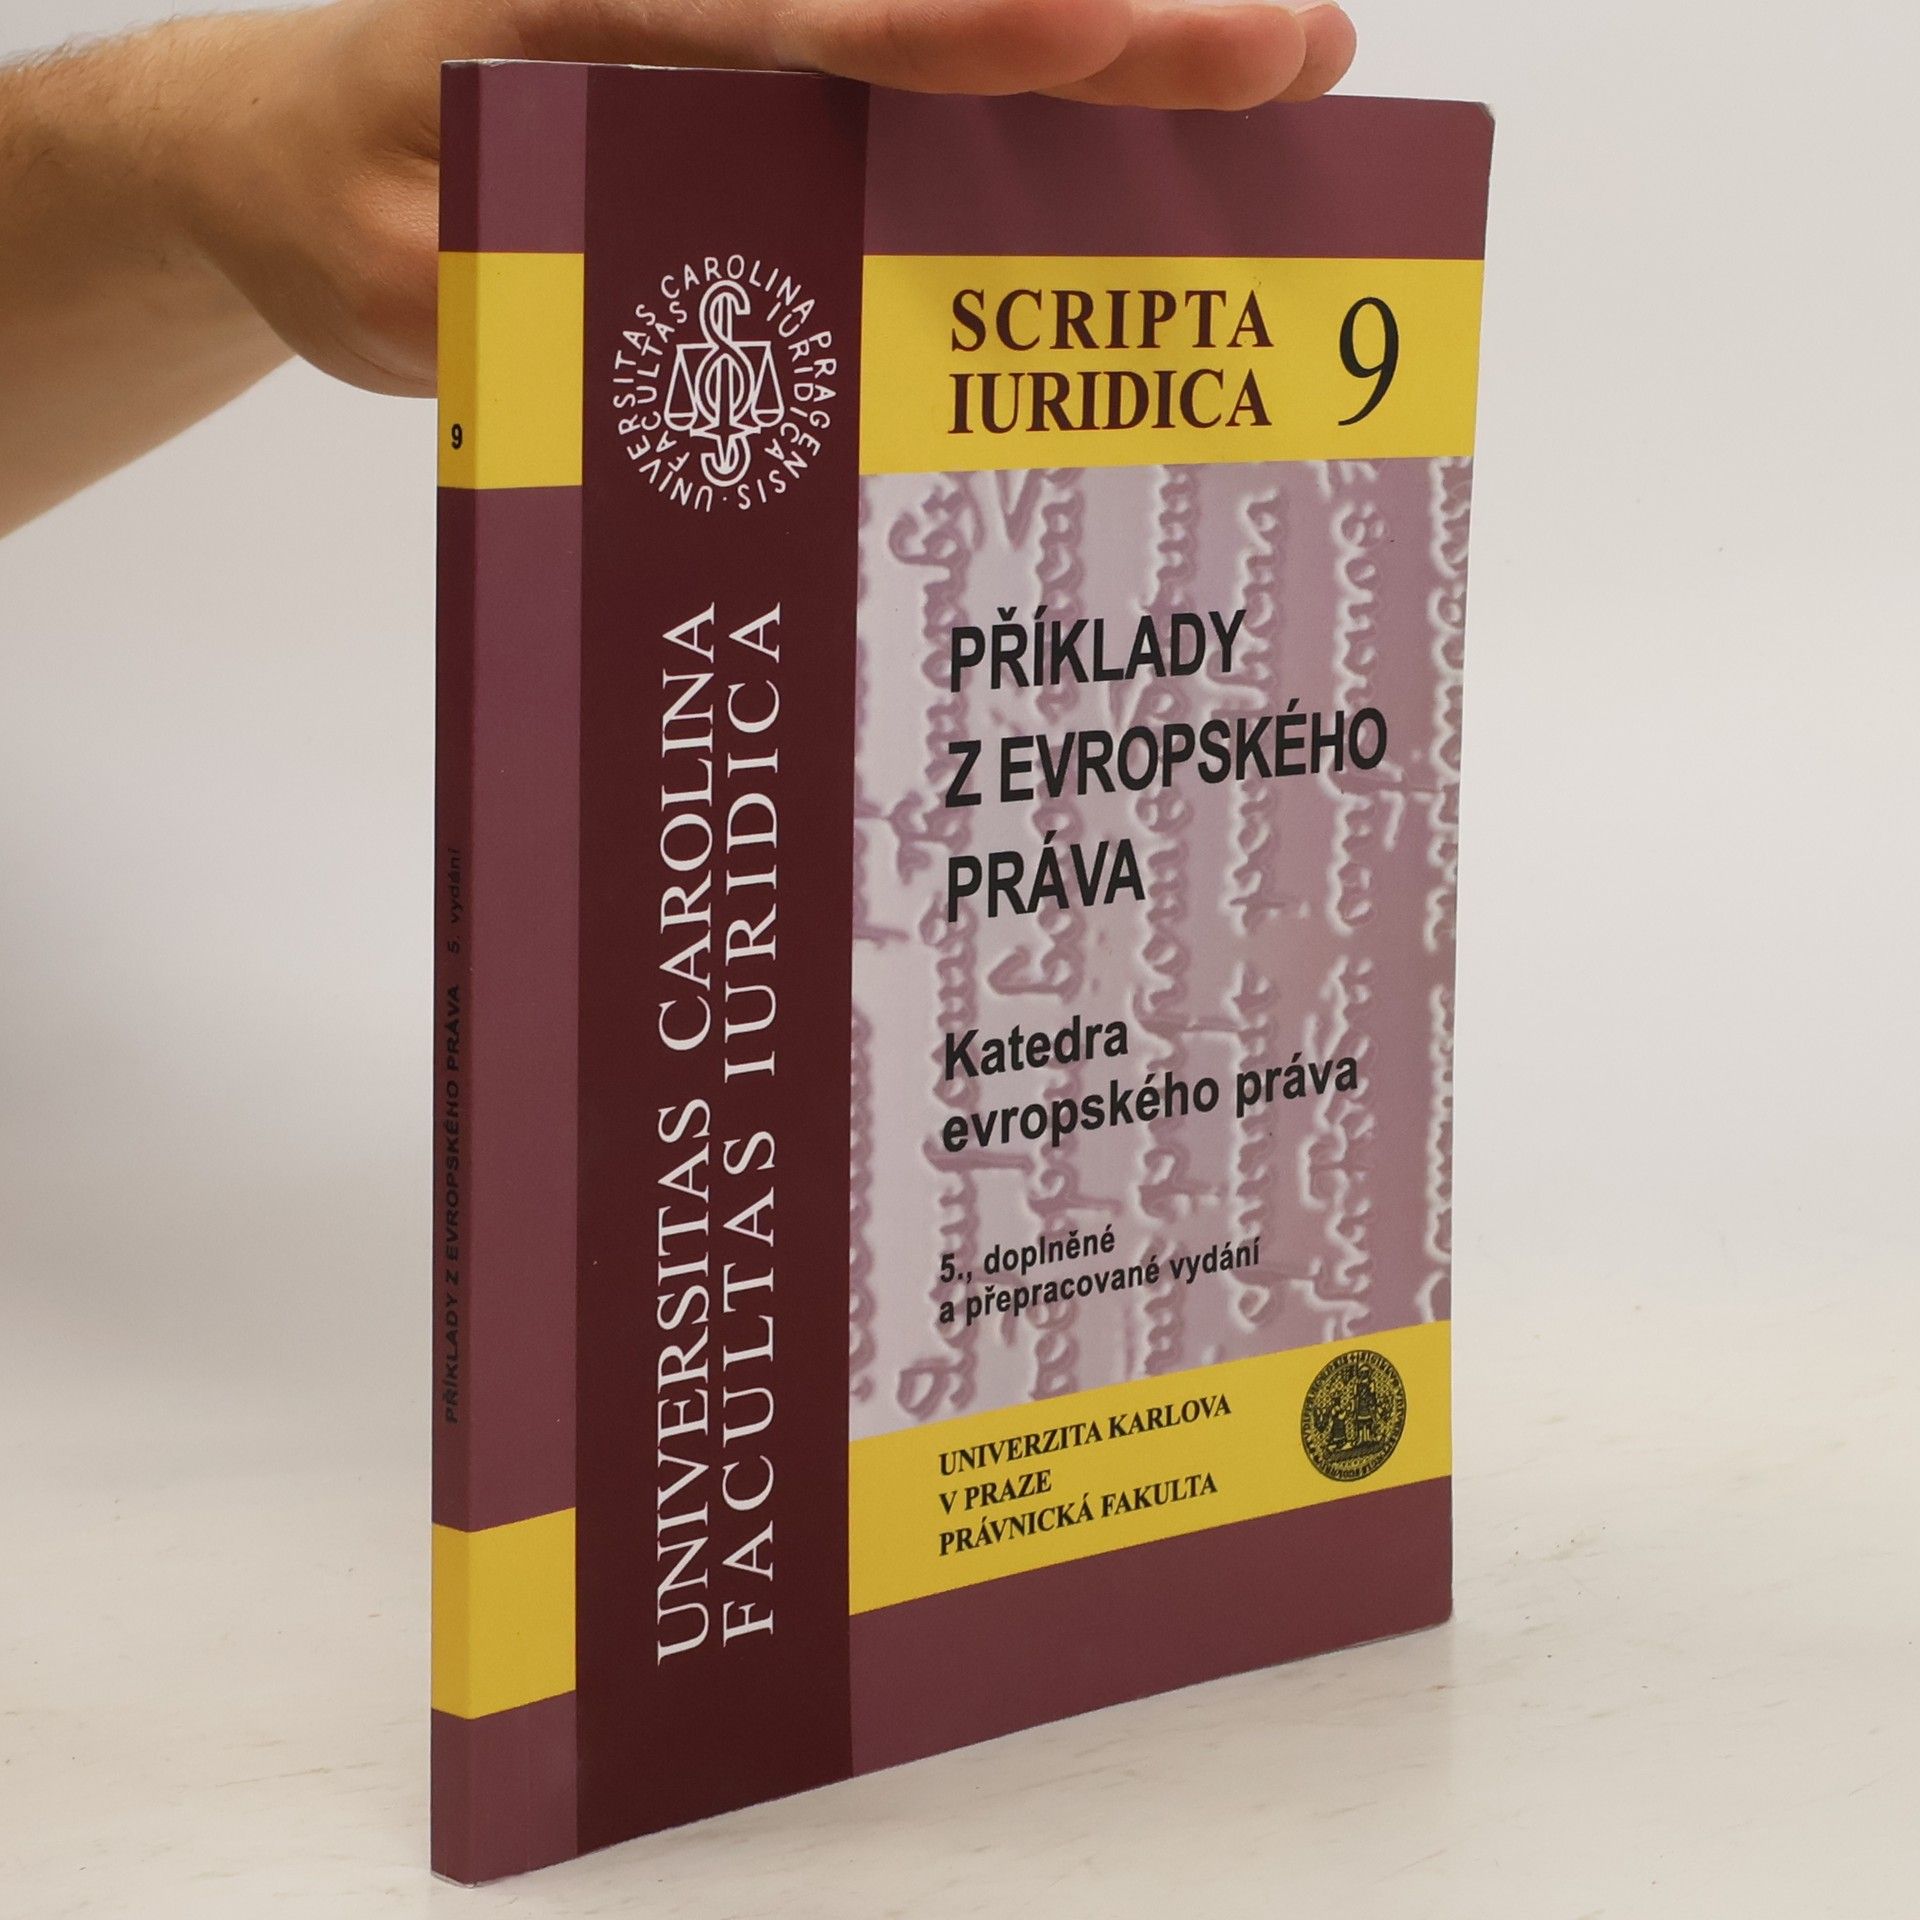 9
PŘÍKLADY Z EVROPSKÉHO PRÁVA 5. vydání
UNIVERSITAS CAROLINA PRAGENSIS
FACULTAS IURIDICA
UNIVERSITAS CAROLINA
FACULTAS IURIDICA
SCRIPTA
IURIDICA 9
PŘÍKLADY
Z EVROPSKÉHO
PRÁVA
Katedra
evropského práva
5., doplněné
a přepracované vydání
UNIVERZITA KARLOVA
V PRAZE
PRÁVNICKÁ FAKULTA